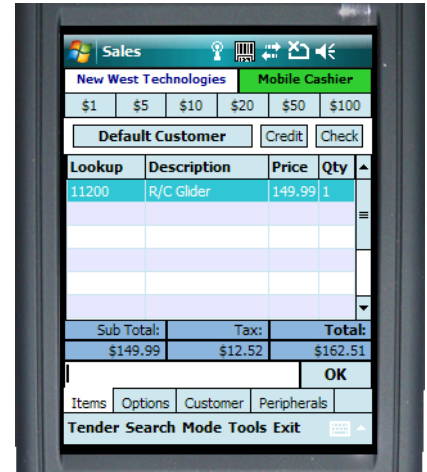 Sales
New West Technologies Mobile Cashier
$1 $5 $10 $20 $50 $100
Default Customer Credit Check
Lookup Description Price Qty
11200 R/C Glider 149.99 1
Sub Total: Tax: Total:
$149.99 $12.52 $162.51
OK
Items Options Customer Peripherals
Tender Search Mode Tools Exit